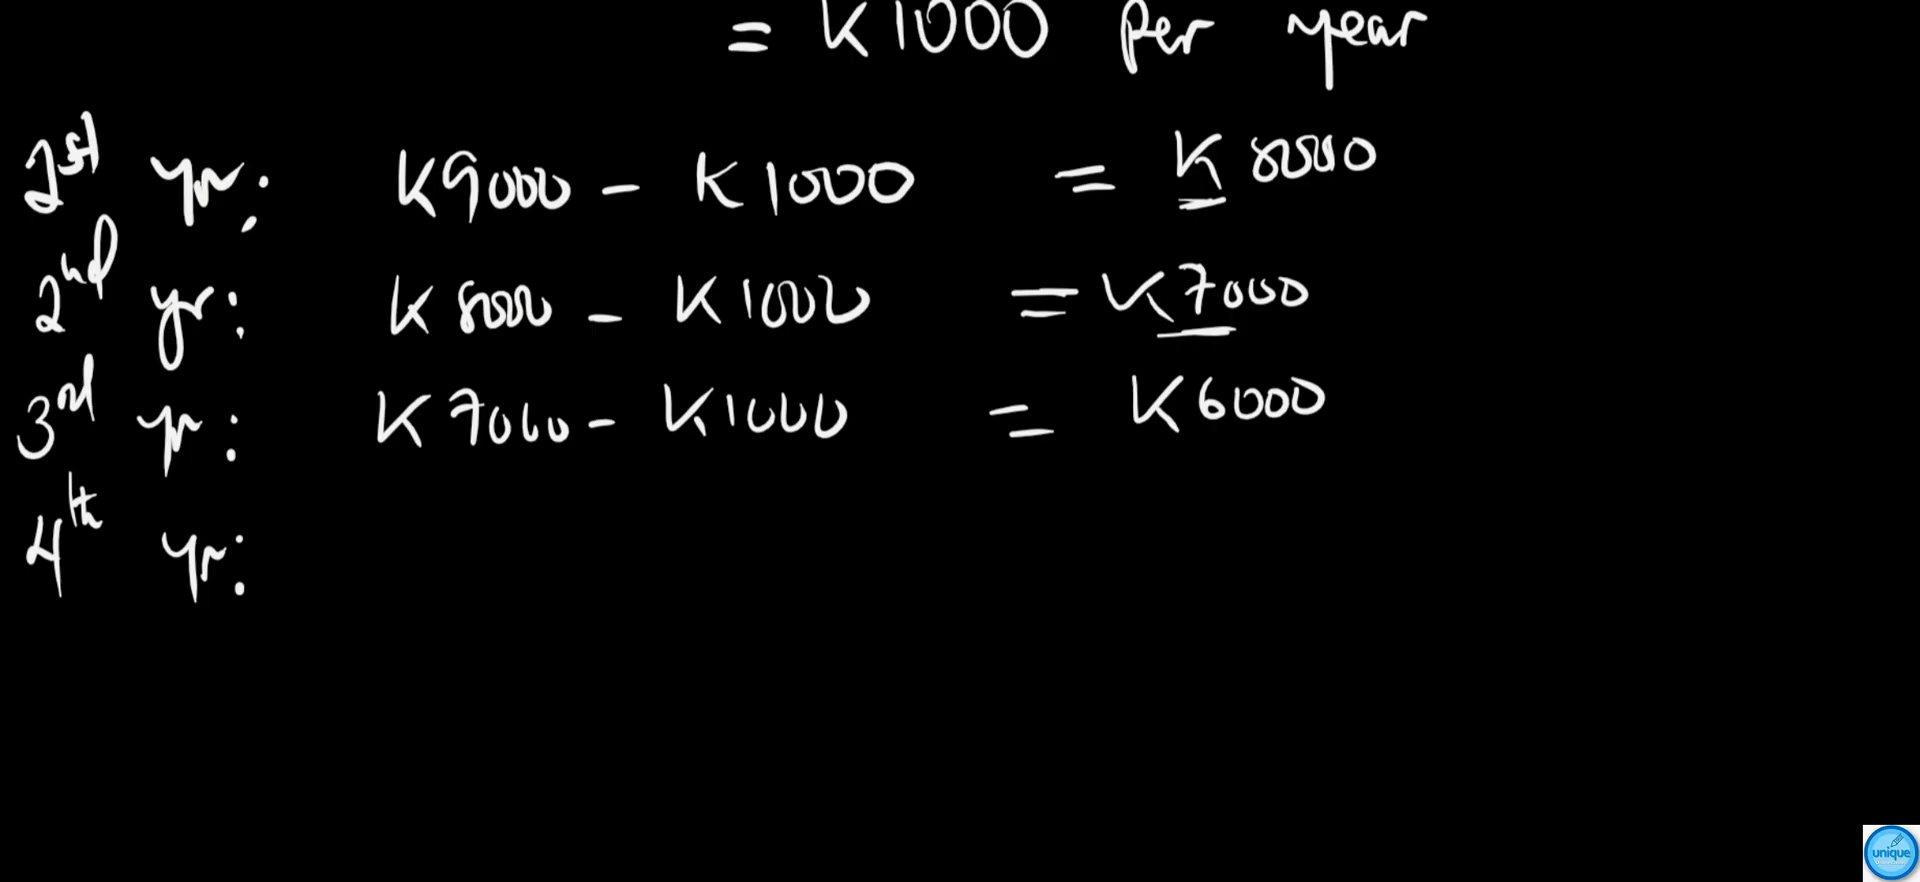 = K1000 Per year
1st yr: K9000 - K1000 = K8000
2nd yr: K8000 - K1000 = K7000
3rd yr: K7000 - K1000 = K6000
4th yr:
unique